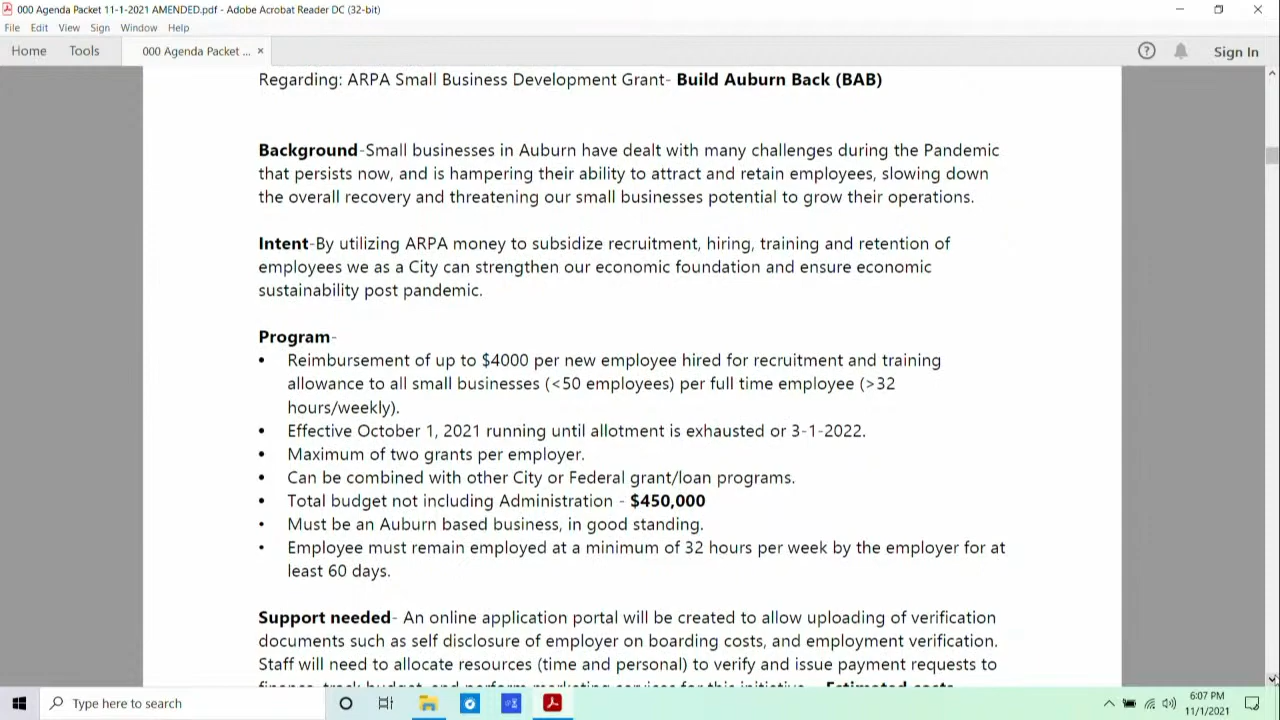 000 Agenda Packet 11-1-2021 AMENDED.pdf - Adobe Acrobat Reader DC (32-bit)
File Edit View Sign Window Help
Home Tools 000 Agenda Packet ... × Sign In
Regarding: ARPA Small Business Development Grant- Build Auburn Back (BAB)
Background-Small businesses in Auburn have dealt with many challenges during the Pandemic
that persists now, and is hampering their ability to attract and retain employees, slowing down
the overall recovery and threatening our small businesses potential to grow their operations.
Intent-By utilizing ARPA money to subsidize recruitment, hiring, training and retention of
employees we as a City can strengthen our economic foundation and ensure economic
sustainability post pandemic.
Program-
• Reimbursement of up to $4000 per new employee hired for recruitment and training
allowance to all small businesses (<50 employees) per full time employee (>32
hours/weekly).
• Effective October 1, 2021 running until allotment is exhausted or 3-1-2022.
• Maximum of two grants per employer.
• Can be combined with other City or Federal grant/loan programs.
• Total budget not including Administration - $450,000
• Must be an Auburn based business, in good standing.
• Employee must remain employed at a minimum of 32 hours per week by the employer for at
least 60 days.
Support needed- An online application portal will be created to allow uploading of verification
documents such as self disclosure of employer on boarding costs, and employment verification.
Staff will need to allocate resources (time and personal) to verify and issue payment requests to
finance, track budget, and perform marketing services for this initiative. Estimated costs
Type here to search
6:07 PM
11/1/2021